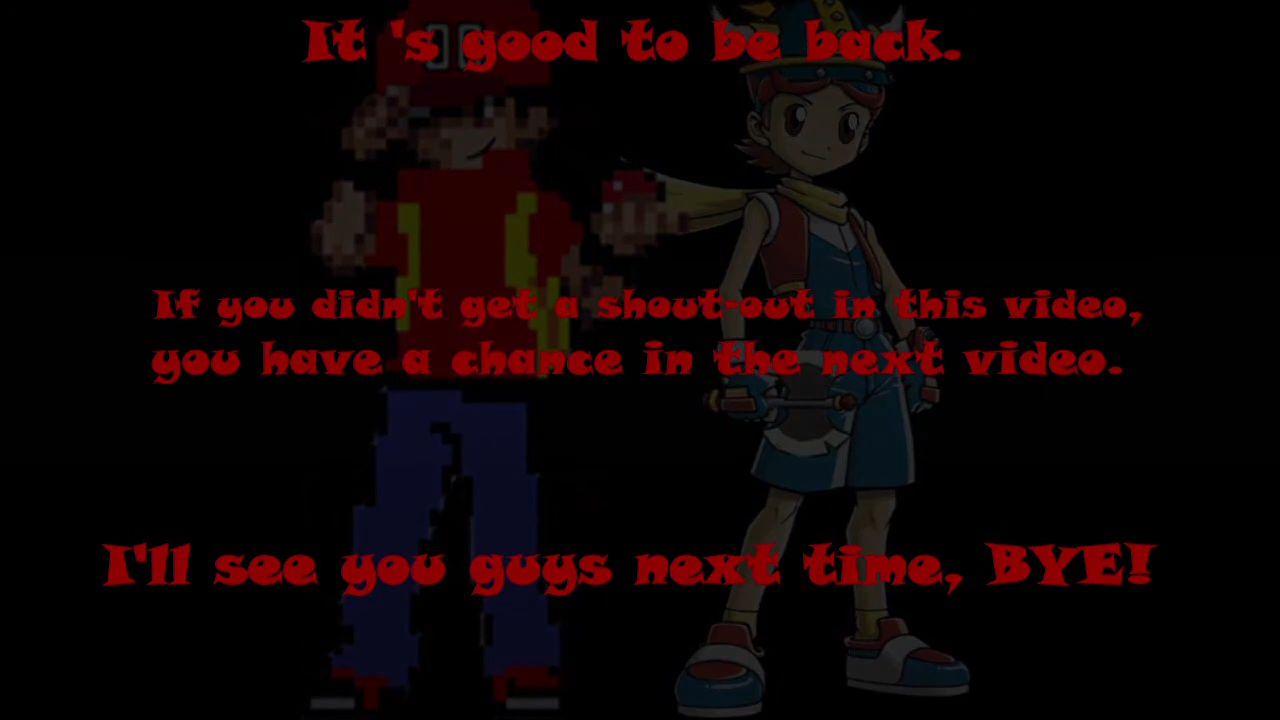 It 's good to be back.
If you didn't get a shout-out in this video,
you have a chance in the next video.
I'll see you guys next time, BYE!